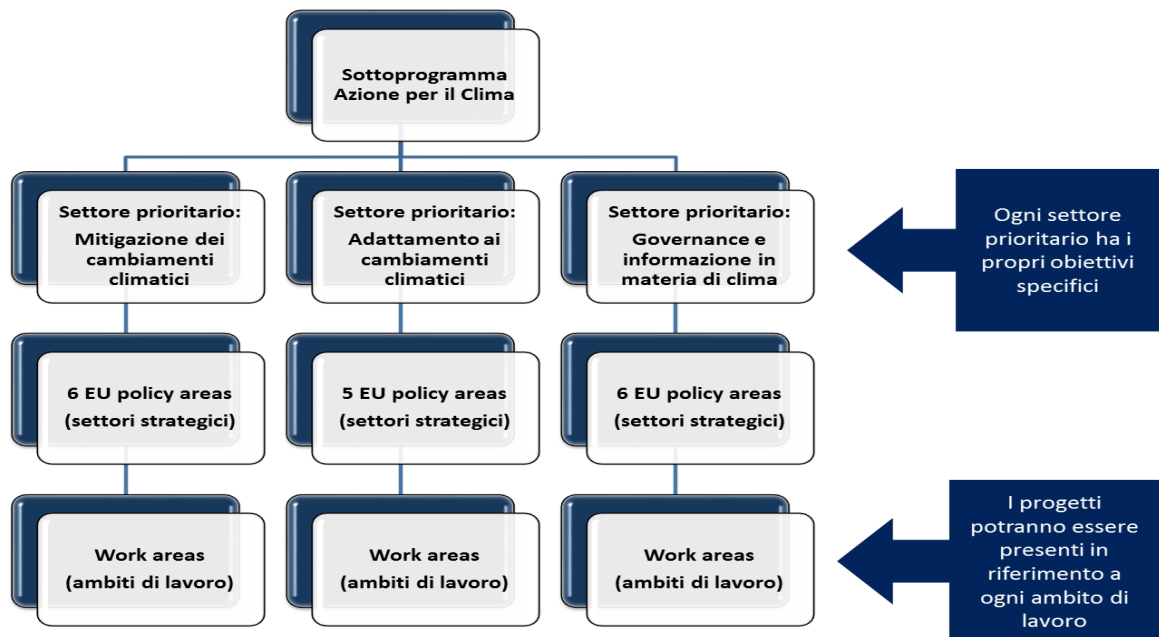 Sottoprogramma
Azione per il Clima
Settore prioritario:
Mitigazione dei
cambiamenti
climatici
Settore prioritario:
Adattamento ai
cambiamenti
climatici
Settore prioritario:
Governance e
informazione in
materia di clima
Ogni settore
prioritario ha i
propri obiettivi
specifici
6 EU policy areas
(settori strategici)
5 EU policy areas
(settori strategici)
6 EU policy areas
(settori strategici)
Work areas
(ambiti di lavoro)
Work areas
(ambiti di lavoro)
Work areas
(ambiti di lavoro)
I progetti
potranno essere
presenti in
riferimento a
ogni ambito di
lavoro